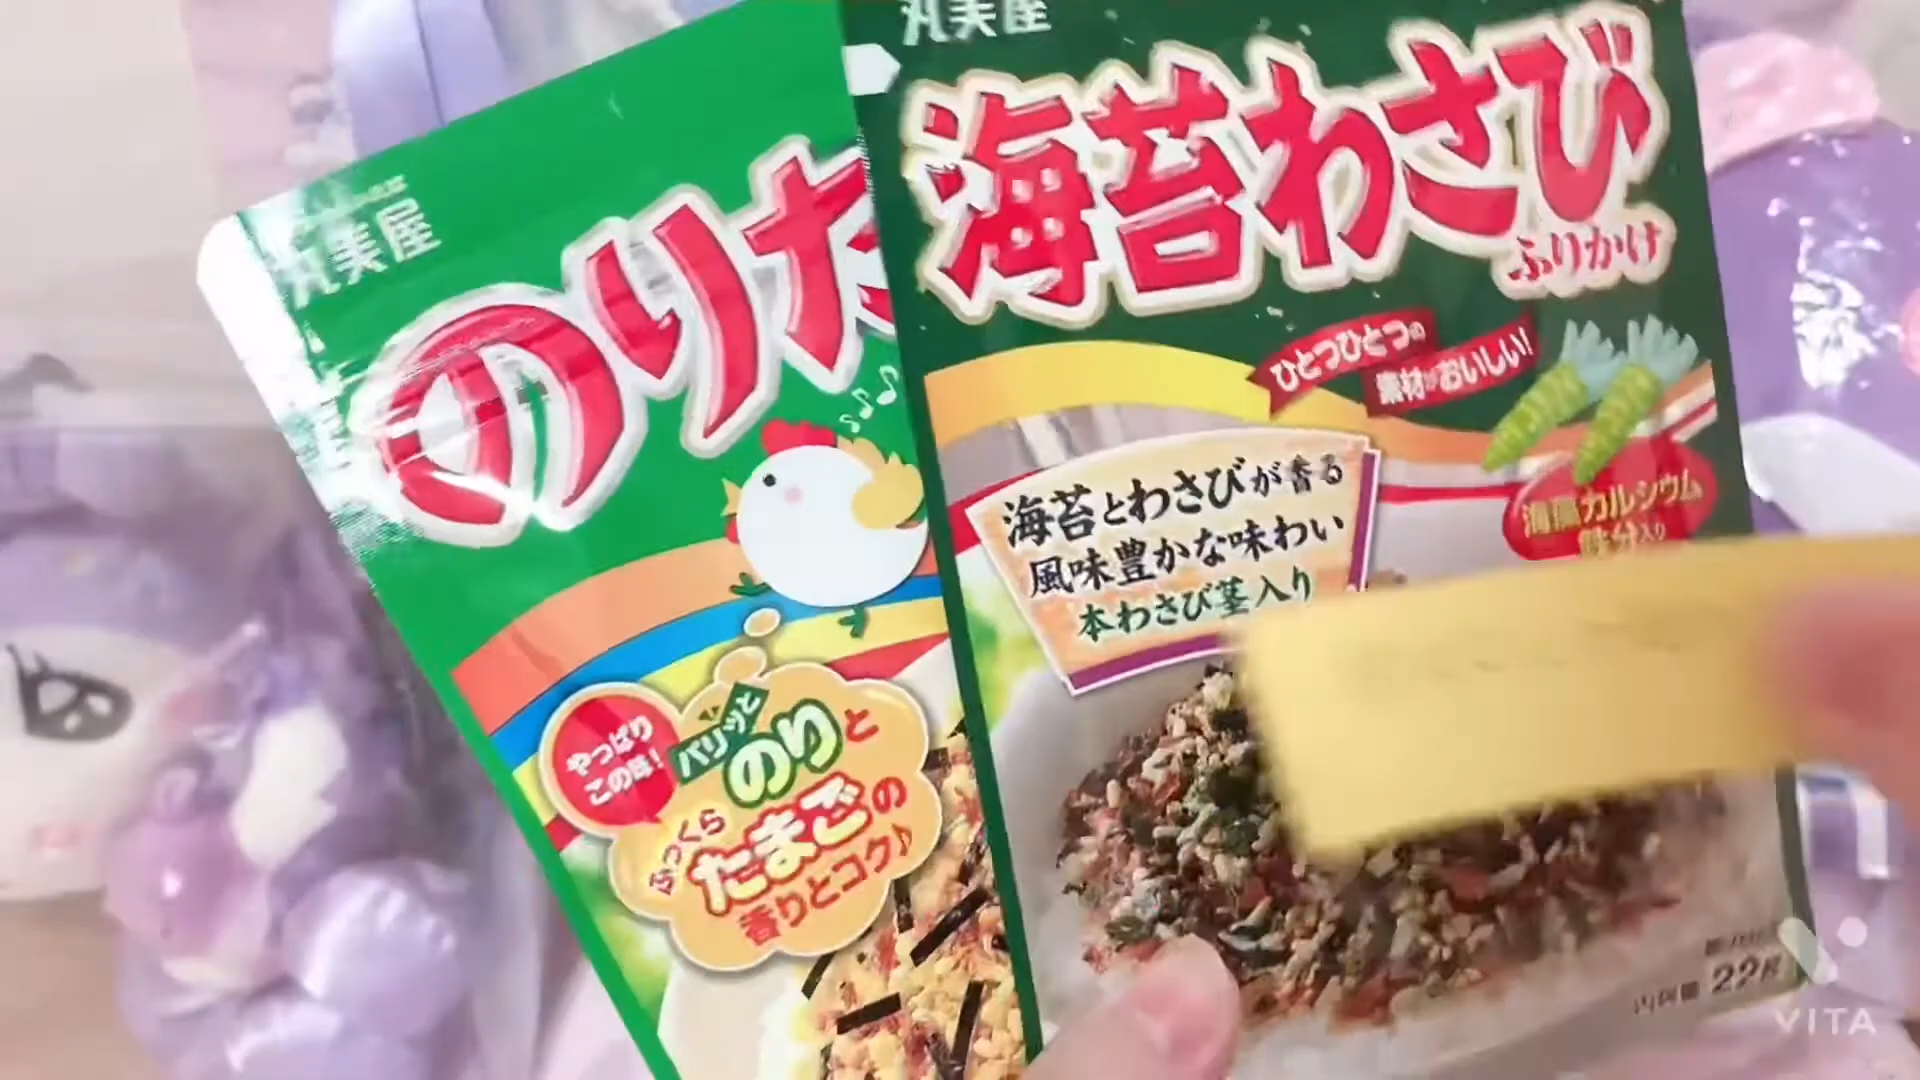 丸美屋
のりた
やっぱり
この味!
パリッと
のりと
ふっくら
たまごの
香りとコク♪
丸美屋
海苔わさび
ふりかけ
ひとつひとつの
素材がおいしい!
海苔とわさびが香る
風味豊かな味わい
本わさび茎入り
海藻カルシウム
内容量 22g
VITA